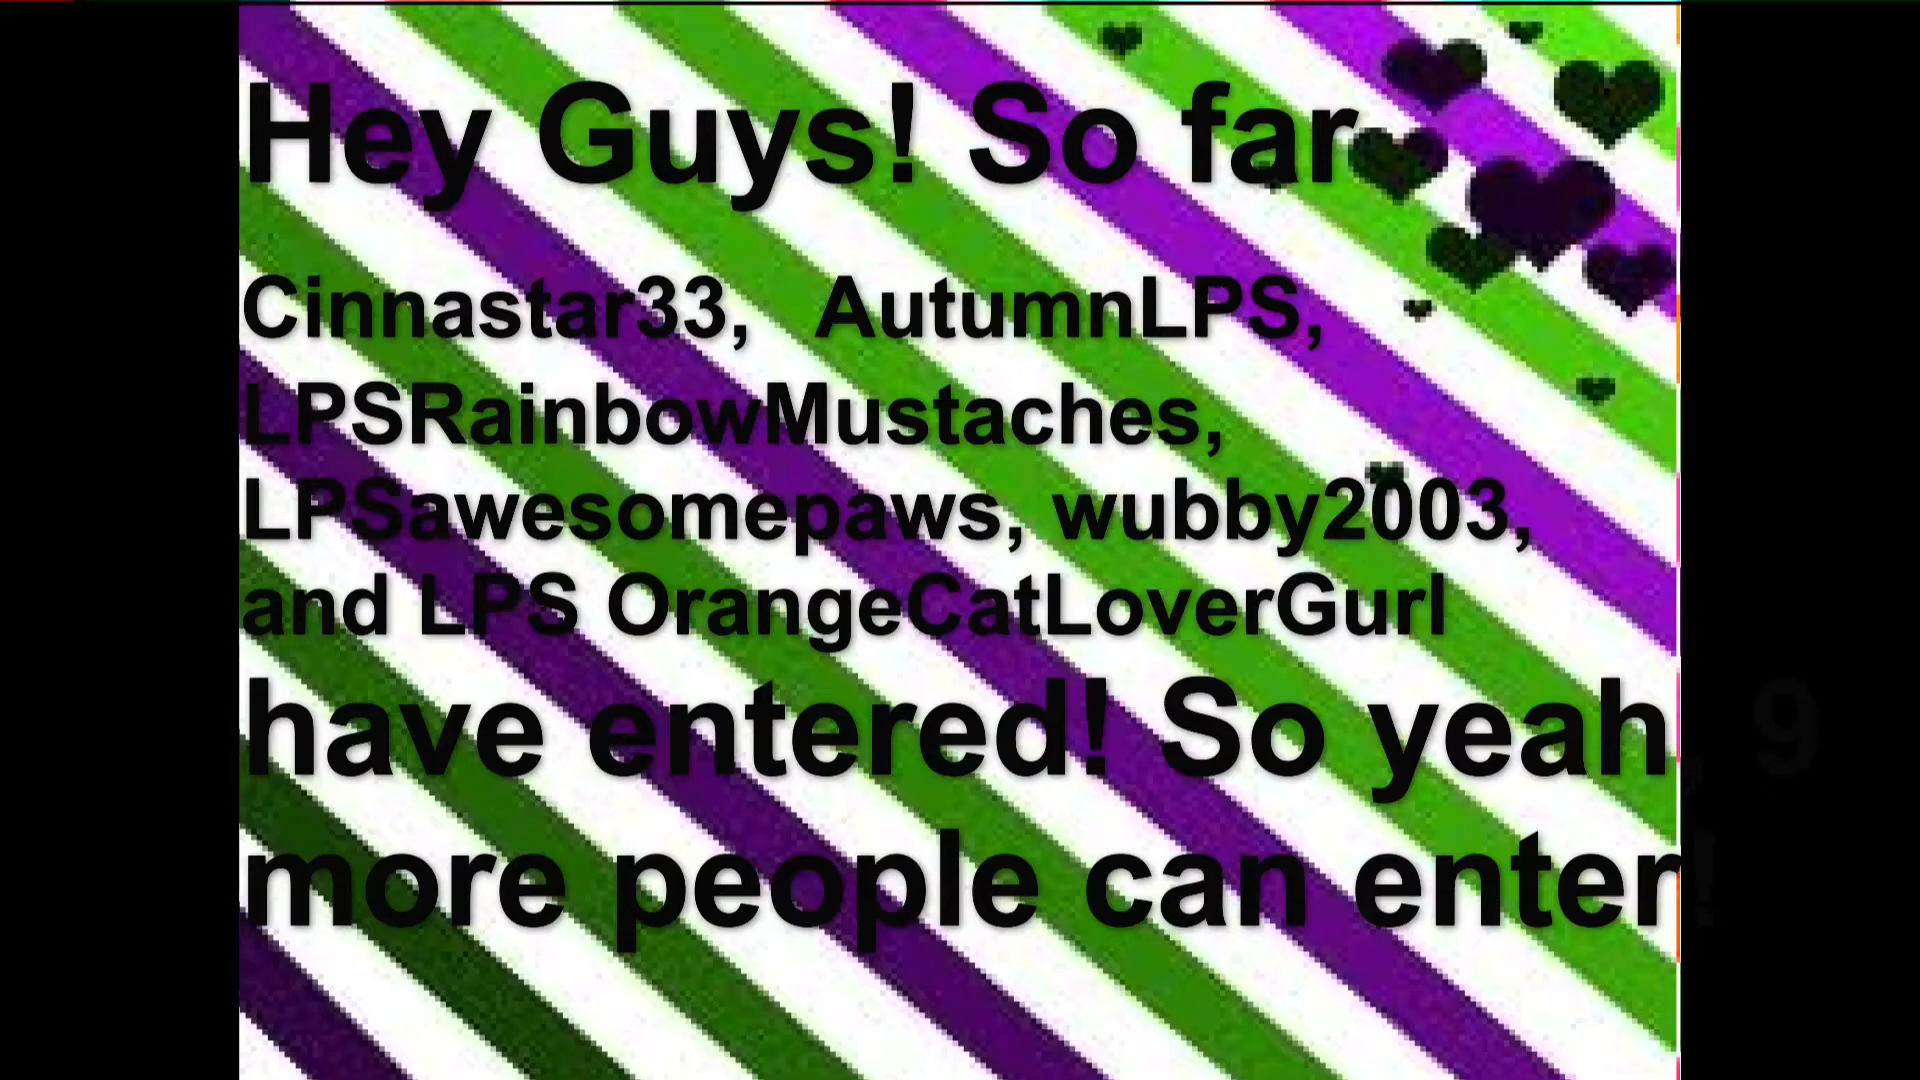 Hey Guys! So far
Cinnastar33, AutumnLPS,
LPSRainbowMustaches,
LPSawesomepaws, wubby2003,
and LPS OrangeCatLoverGurl
have entered! So yeah, 9
more people can enter!